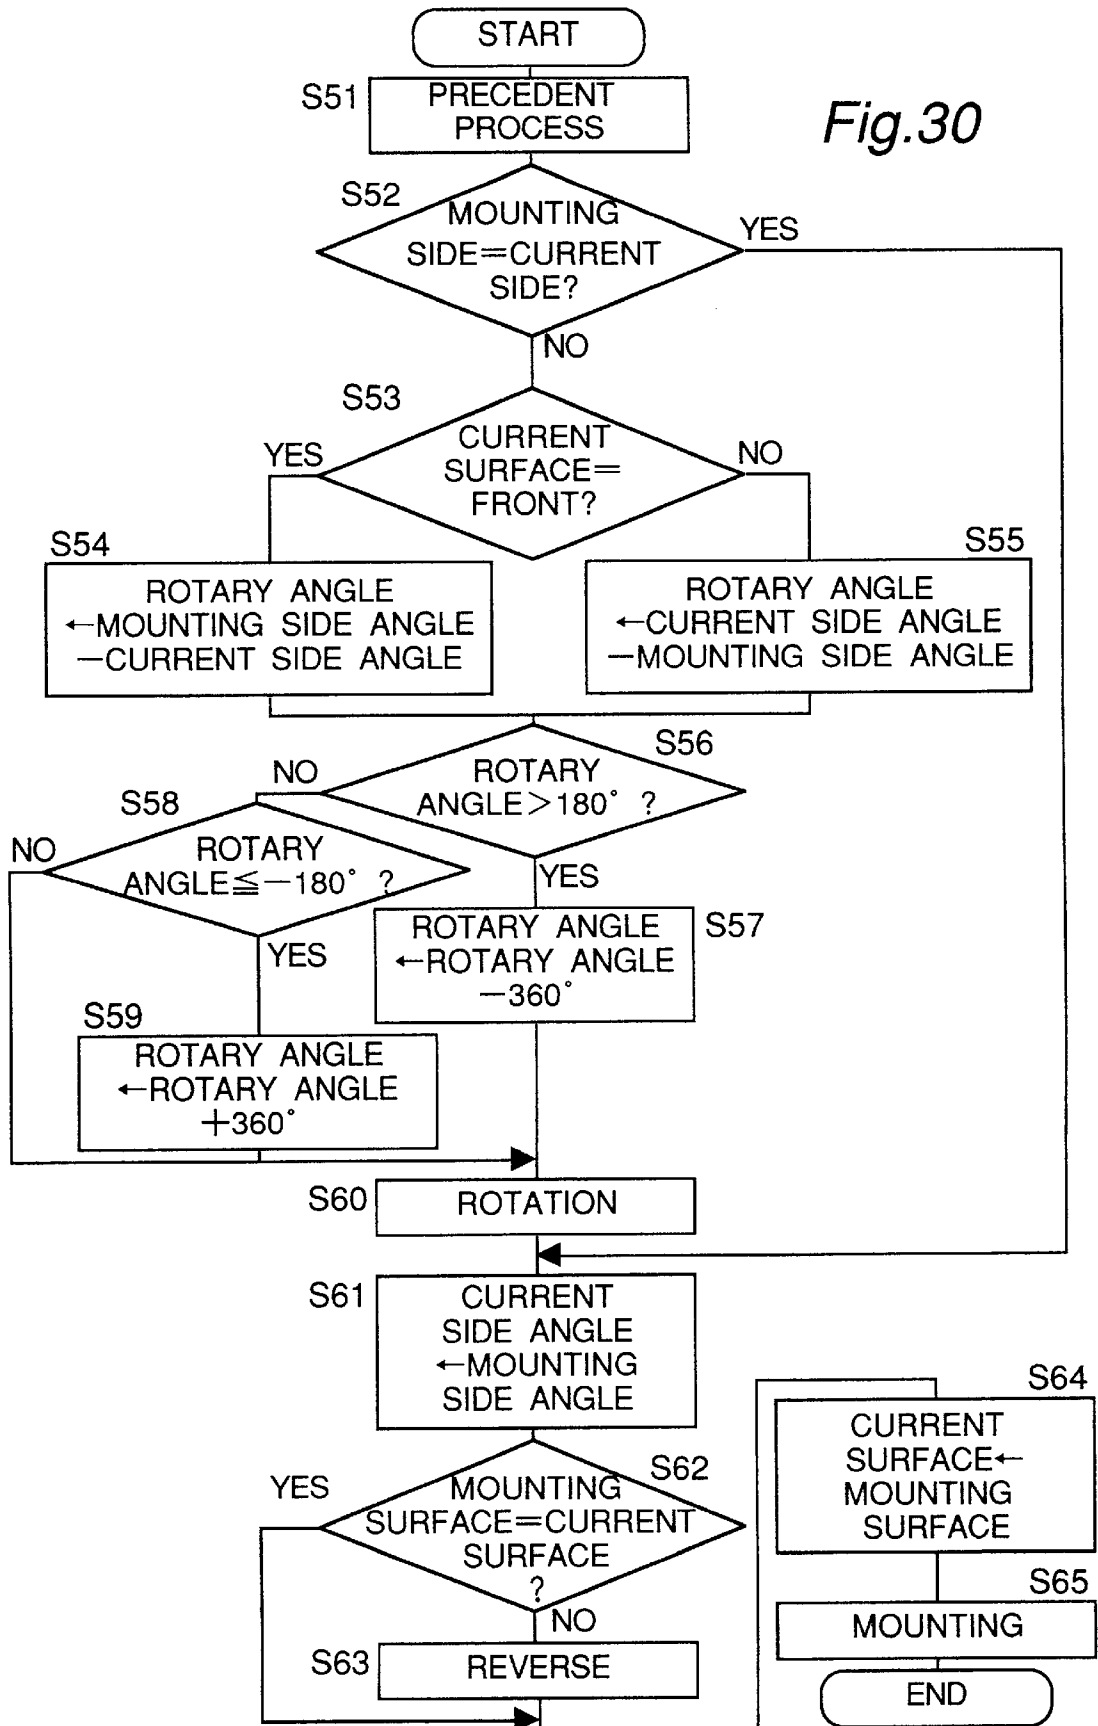 START
Fig.30
S51
PRECEDENT
PROCESS
S52
MOUNTING
SIDE=CURRENT
SIDE?
YES
NO
S53
CURRENT
SURFACE=
FRONT?
YES
NO
S54
ROTARY ANGLE
←MOUNTING SIDE ANGLE
−CURRENT SIDE ANGLE
S55
ROTARY ANGLE
←CURRENT SIDE ANGLE
−MOUNTING SIDE ANGLE
S56
ROTARY
ANGLE>180° ?
NO
YES
S58
ROTARY
ANGLE≦−180° ?
NO
YES
S57
ROTARY ANGLE
←ROTARY ANGLE
−360°
S59
ROTARY ANGLE
←ROTARY ANGLE
+360°
S60
ROTATION
S61
CURRENT
SIDE ANGLE
←MOUNTING
SIDE ANGLE
S62
MOUNTING
SURFACE=CURRENT
SURFACE
?
YES
NO
S63
REVERSE
S64
CURRENT
SURFACE←
MOUNTING
SURFACE
S65
MOUNTING
END